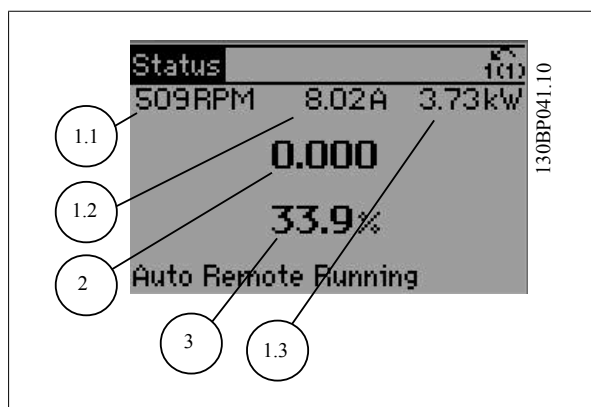 Status 1(1)
509RPM 8.02A 3.73kW
0.000
33.9%
Auto Remote Running
1.1
1.2
2
3
1.3
130BP041.10